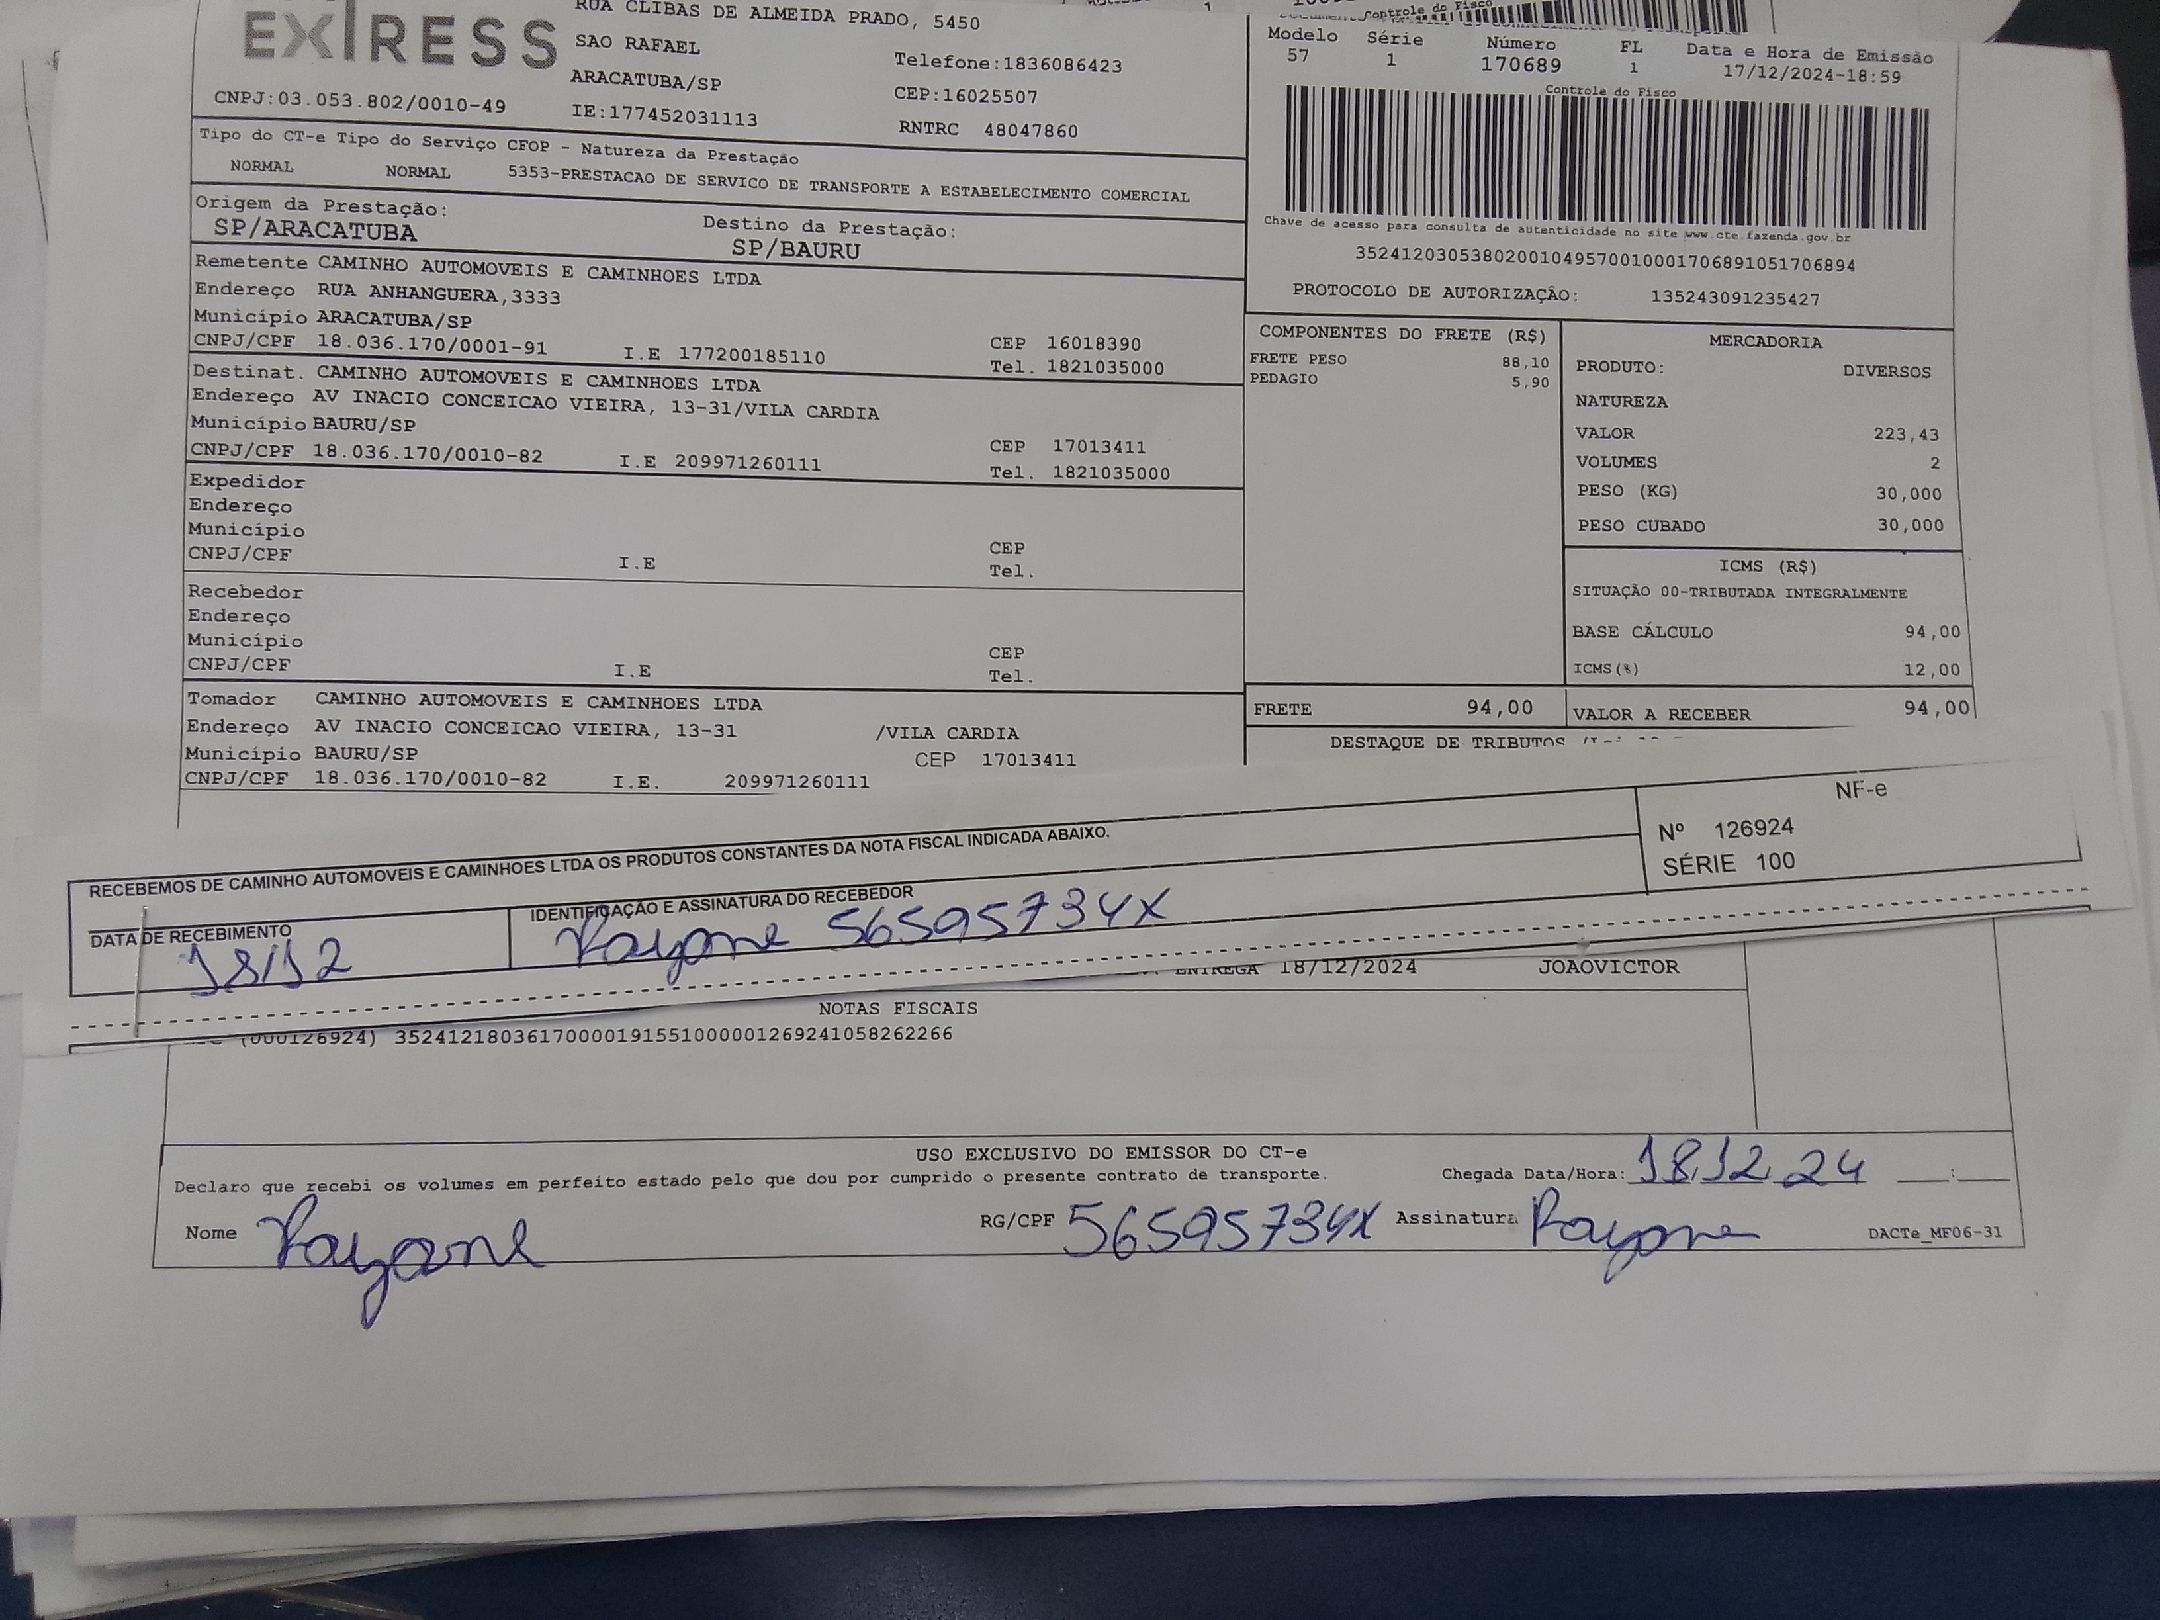 EXPRESS
RUA CLIBAS DE ALMEIDA PRADO, 5450
SAO RAFAEL
Telefone:1836086423
ARACATUBA/SP
CEP:16025507
CNPJ:03.053.802/0010-49
IE:177452031113
RNTRC 48047860
Controle do Fisco
Modelo Série Número FL Data e Hora de Emissão
57 1 170689 1 17/12/2024-18:59
Controle do Fisco
Chave de acesso para consulta de autenticidade no site www.cte.fazenda.gov.br
35241203053802001049570010001706891051706894
PROTOCOLO DE AUTORIZAÇÃO: 135243091235427
Tipo do CT-e Tipo do Serviço CFOP - Natureza da Prestação
NORMAL NORMAL 5353-PRESTACAO DE SERVICO DE TRANSPORTE A ESTABELECIMENTO COMERCIAL
Origem da Prestação: Destino da Prestação:
SP/ARACATUBA SP/BAURU
Remetente CAMINHO AUTOMOVEIS E CAMINHOES LTDA
Endereço RUA ANHANGUERA,3333
Município ARACATUBA/SP CEP 16018390
CNPJ/CPF 18.036.170/0001-91 I.E 177200185110 Tel. 1821035000
Destinat. CAMINHO AUTOMOVEIS E CAMINHOES LTDA
Endereço AV INACIO CONCEICAO VIEIRA, 13-31/VILA CARDIA
Município BAURU/SP CEP 17013411
CNPJ/CPF 18.036.170/0010-82 I.E 209971260111 Tel. 1821035000
Expedidor
Endereço
Município CEP
CNPJ/CPF I.E Tel.
Recebedor
Endereço
Município CEP
CNPJ/CPF I.E Tel.
Tomador CAMINHO AUTOMOVEIS E CAMINHOES LTDA
Endereço AV INACIO CONCEICAO VIEIRA, 13-31 /VILA CARDIA
Município BAURU/SP CEP 17013411
CNPJ/CPF 18.036.170/0010-82 I.E. 209971260111
COMPONENTES DO FRETE (R$)
FRETE PESO 88,10
PEDAGIO 5,90
FRETE 94,00
MERCADORIA
PRODUTO: DIVERSOS
NATUREZA
VALOR 223,43
VOLUMES 2
PESO (KG) 30,000
PESO CUBADO 30,000
ICMS (R$)
SITUAÇÃO 00-TRIBUTADA INTEGRALMENTE
BASE CÁLCULO 94,00
ICMS(%) 12,00
VALOR A RECEBER 94,00
DESTAQUE DE TRIBUTOS
RECEBEMOS DE CAMINHO AUTOMOVEIS E CAMINHOES LTDA OS PRODUTOS CONSTANTES DA NOTA FISCAL INDICADA ABAIXO.
NF-e
Nº 126924
SÉRIE 100
DATA DE RECEBIMENTO IDENTIFICAÇÃO E ASSINATURA DO RECEBEDOR
18/12 Rayane 56595734X
ENTREGA 18/12/2024 JOAOVICTOR
NOTAS FISCAIS
(000126924) 35241218036170000191551000001269241058262266
USO EXCLUSIVO DO EMISSOR DO CT-e
Declaro que recebi os volumes em perfeito estado pelo que dou por cumprido o presente contrato de transporte. Chegada Data/Hora: 18.12.24 :
Nome Rayane RG/CPF 56595734X Assinatura Rayane DACTe_MF06-31